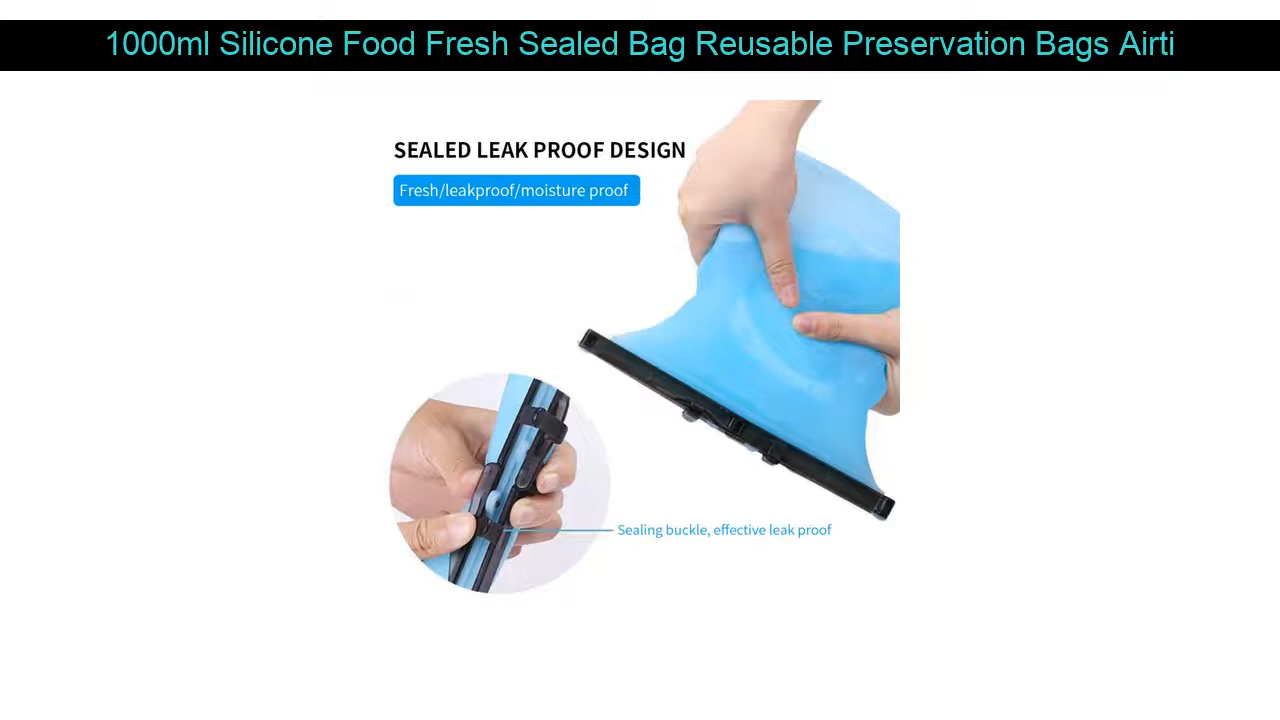 1000ml Silicone Food Fresh Sealed Bag Reusable Preservation Bags Airti
SEALED LEAK PROOF DESIGN
Fresh/leakproof/moisture proof
Sealing buckle, effective leak proof